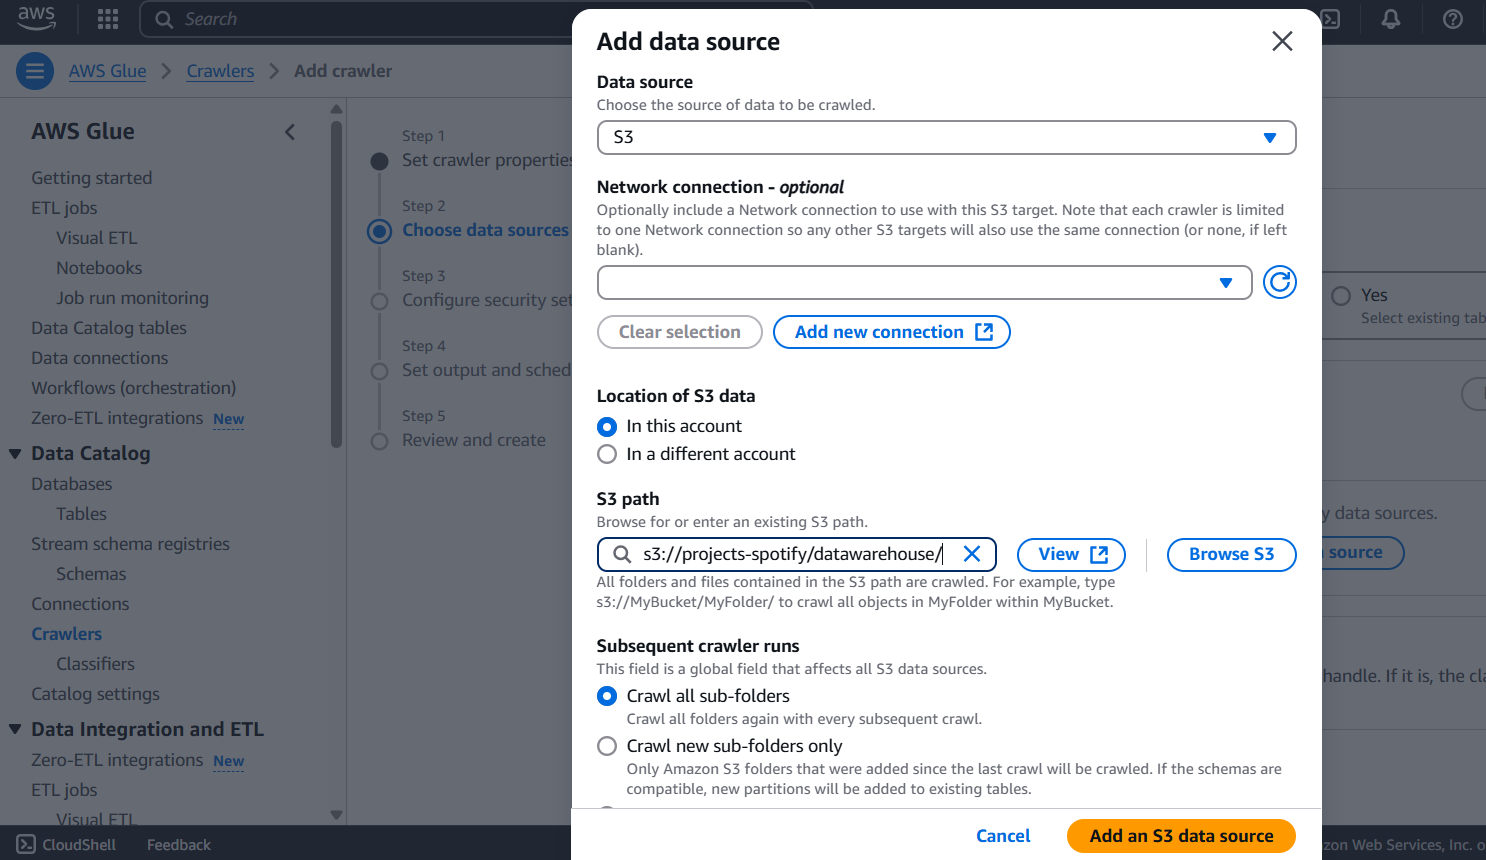 aws
Search
AWS Glue
Crawlers
Add crawler
AWS Glue
Getting started
ETL jobs
Visual ETL
Notebooks
Job run monitoring
Data Catalog tables
Data connections
Workflows (orchestration)
Zero-ETL integrations New
Data Catalog
Databases
Tables
Stream schema registries
Schemas
Connections
Crawlers
Classifiers
Catalog settings
Data Integration and ETL
Zero-ETL integrations New
ETL jobs
Visual ETL
Step 1
Set crawler properties
Step 2
Choose data sources
Step 3
Configure security set
Step 4
Set output and sched
Step 5
Review and create
Add data source
Data source
Choose the source of data to be crawled.
S3
Network connection - optional
Optionally include a Network connection to use with this S3 target. Note that each crawler is limited
to one Network connection so any other S3 targets will also use the same connection (or none, if left
blank).
Clear selection
Add new connection
Location of S3 data
In this account
In a different account
S3 path
Browse for or enter an existing S3 path.
s3://projects-spotify/datawarehouse/
View
Browse S3
All folders and files contained in the S3 path are crawled. For example, type
s3://MyBucket/MyFolder/ to crawl all objects in MyFolder within MyBucket.
Subsequent crawler runs
This field is a global field that affects all S3 data sources.
Crawl all sub-folders
Crawl all folders again with every subsequent crawl.
Crawl new sub-folders only
Only Amazon S3 folders that were added since the last crawl will be crawled. If the schemas are
compatible, new partitions will be added to existing tables.
Cancel
Add an S3 data source
Yes
Select existing tab
y data sources.
source
handle. If it is, the cla
CloudShell
Feedback
zon Web Services, Inc. o